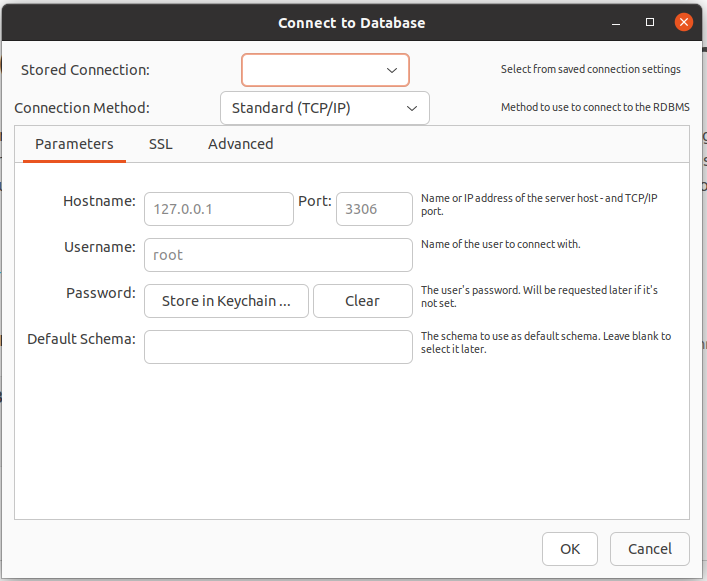 Connect to Database
Stored Connection:
Select from saved connection settings
Connection Method: Standard (TCP/IP)
Method to use to connect to the RDBMS
Parameters SSL Advanced
Hostname: 127.0.0.1 Port: 3306
Name or IP address of the server host - and TCP/IP
port.
Username: root
Name of the user to connect with.
Password: Store in Keychain ... Clear
The user's password. Will be requested later if it's
not set.
Default Schema:
The schema to use as default schema. Leave blank to
select it later.
OK Cancel